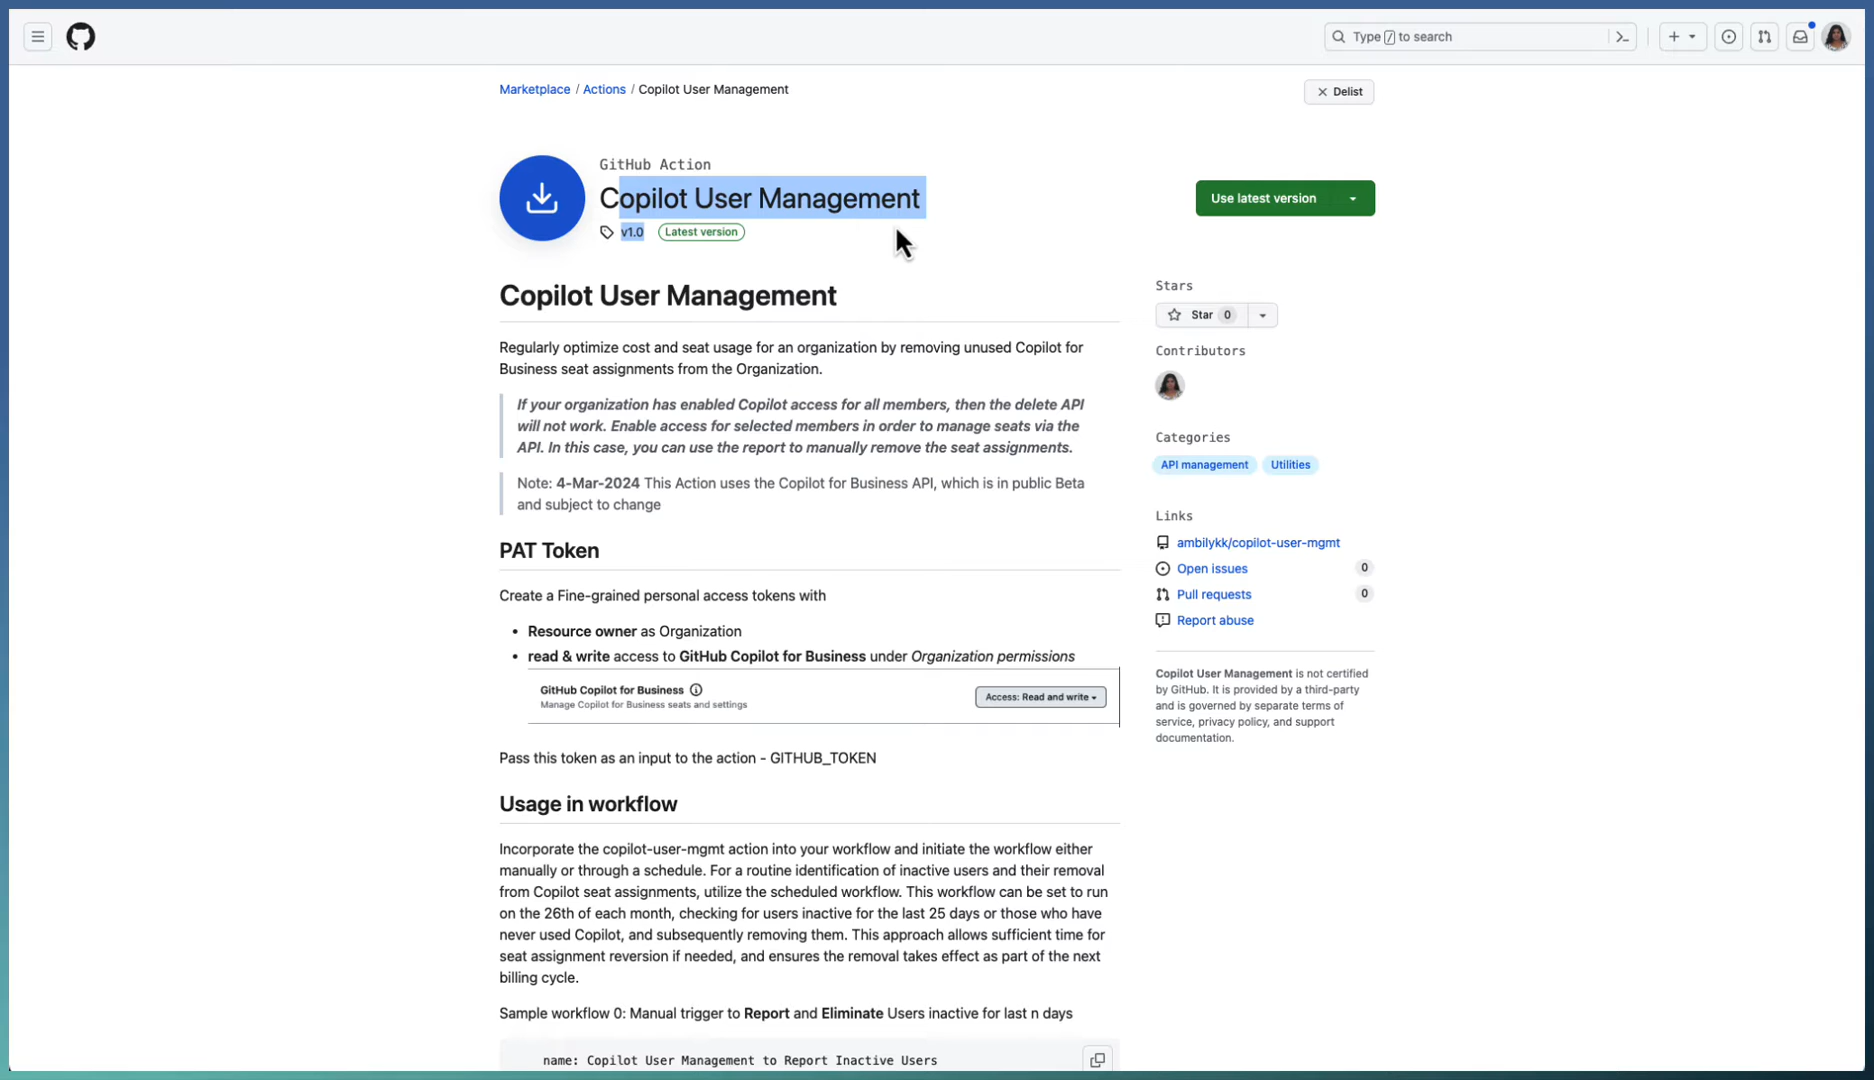 Type / to search
Marketplace / Actions / Copilot User Management
Delist
GitHub Action
Copilot User Management
Use latest version
v1.0 Latest version
Copilot User Management
Regularly optimize cost and seat usage for an organization by removing unused Copilot for
Business seat assignments from the Organization.
If your organization has enabled Copilot access for all members, then the delete API
will not work. Enable access for selected members in order to manage seats via the
API. In this case, you can use the report to manually remove the seat assignments.
Note: 4-Mar-2024 This Action uses the Copilot for Business API, which is in public Beta
and subject to change
PAT Token
Create a Fine-grained personal access tokens with
• Resource owner as Organization
• read & write access to GitHub Copilot for Business under Organization permissions
GitHub Copilot for Business
Manage Copilot for Business seats and settings
Access: Read and write
Pass this token as an input to the action - GITHUB_TOKEN
Usage in workflow
Incorporate the copilot-user-mgmt action into your workflow and initiate the workflow either
manually or through a schedule. For a routine identification of inactive users and their removal
from Copilot seat assignments, utilize the scheduled workflow. This workflow can be set to run
on the 26th of each month, checking for users inactive for the last 25 days or those who have
never used Copilot, and subsequently removing them. This approach allows sufficient time for
seat assignment reversion if needed, and ensures the removal takes effect as part of the next
billing cycle.
Sample workflow 0: Manual trigger to Report and Eliminate Users inactive for last n days
name: Copilot User Management to Report Inactive Users
Stars
Star 0
Contributors
Categories
API management Utilities
Links
ambilykk/copilot-user-mgmt
Open issues 0
Pull requests 0
Report abuse
Copilot User Management is not certified
by GitHub. It is provided by a third-party
and is governed by separate terms of
service, privacy policy, and support
documentation.